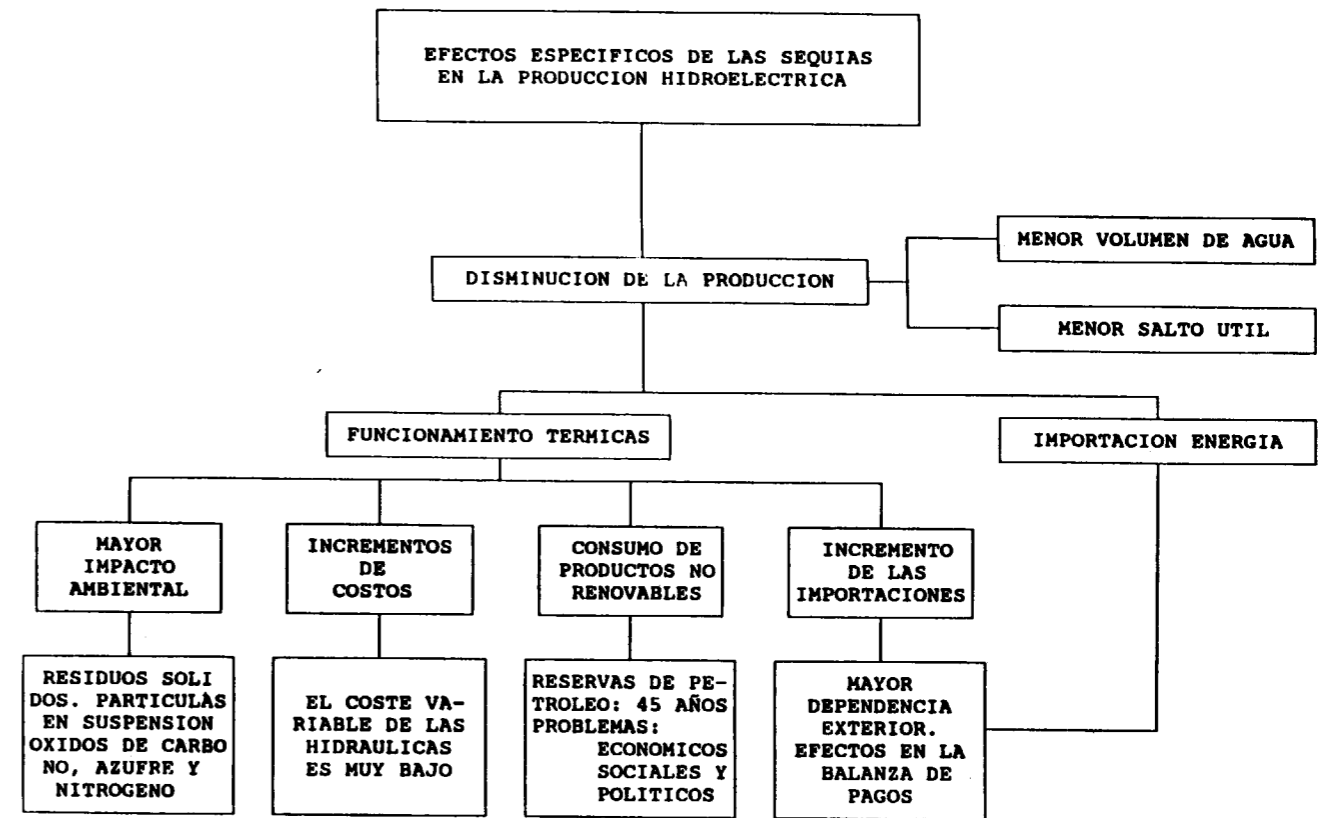 EFECTOS ESPECIFICOS DE LAS SEQUIAS
EN LA PRODUCCION HIDROELECTRICA
MENOR VOLUMEN DE AGUA
DISMINUCION DE LA PRODUCCION
MENOR SALTO UTIL
FUNCIONAMIENTO TERMICAS
IMPORTACION ENERGIA
MAYOR
IMPACTO
AMBIENTAL
INCREMENTOS
DE
COSTOS
CONSUMO DE
PRODUCTOS NO
RENOVABLES
INCREMENTO
DE LAS
IMPORTACIONES
RESIDUOS SOLI
DOS. PARTICULAS
EN SUSPENSION
OXIDOS DE CARBO
NO, AZUFRE Y
NITROGENO
EL COSTE VA-
RIABLE DE LAS
HIDRAULICAS
ES MUY BAJO
RESERVAS DE PE-
TROLEO: 45 AÑOS
PROBLEMAS:
ECONOMICOS
SOCIALES Y
POLITICOS
MAYOR
DEPENDENCIA
EXTERIOR.
EFECTOS EN LA
BALANZA DE
PAGOS